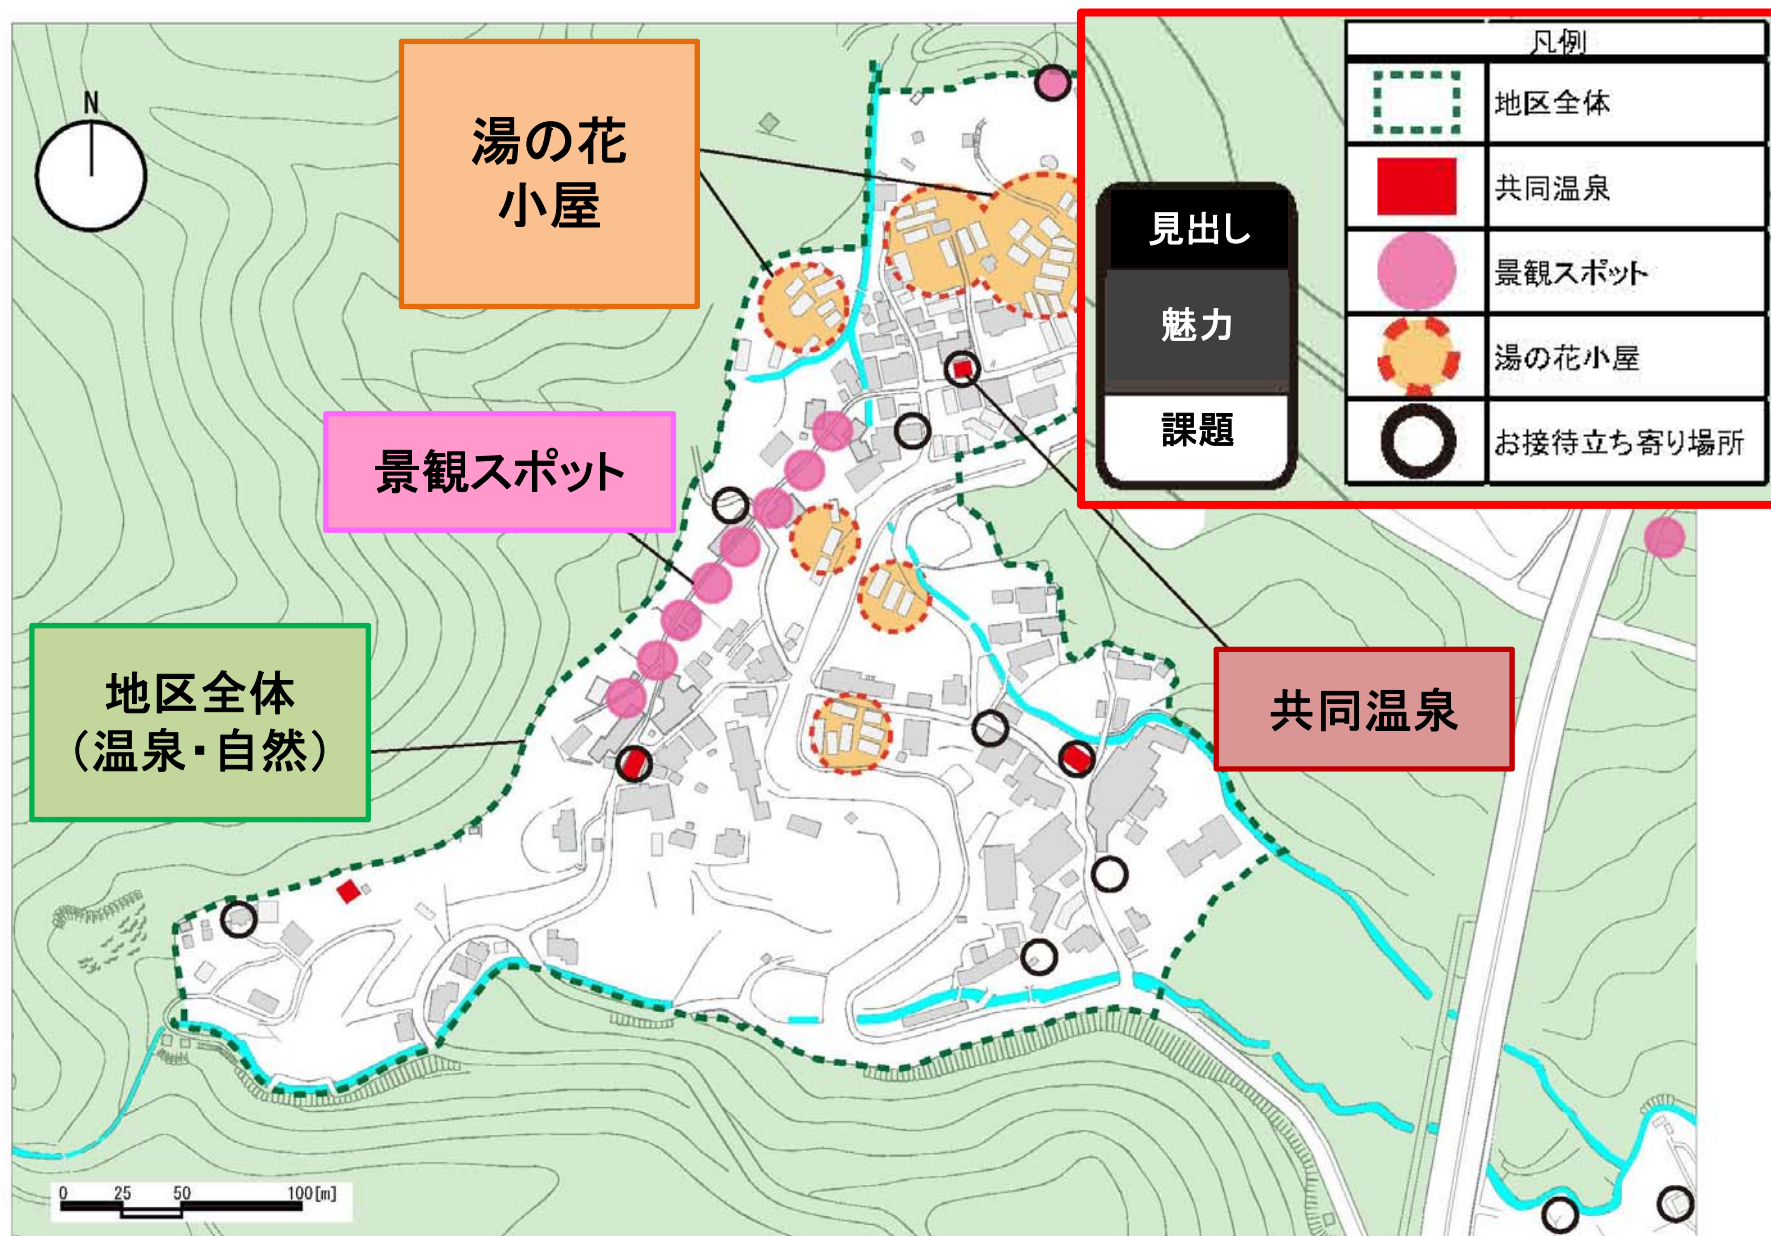 N
湯の花
小屋
景観スポット
地区全体
(温泉・自然)
共同温泉
見出し
魅力
課題
凡例
地区全体
共同温泉
景観スポット
湯の花小屋
お接待立ち寄り場所
0 25 50 100[m]